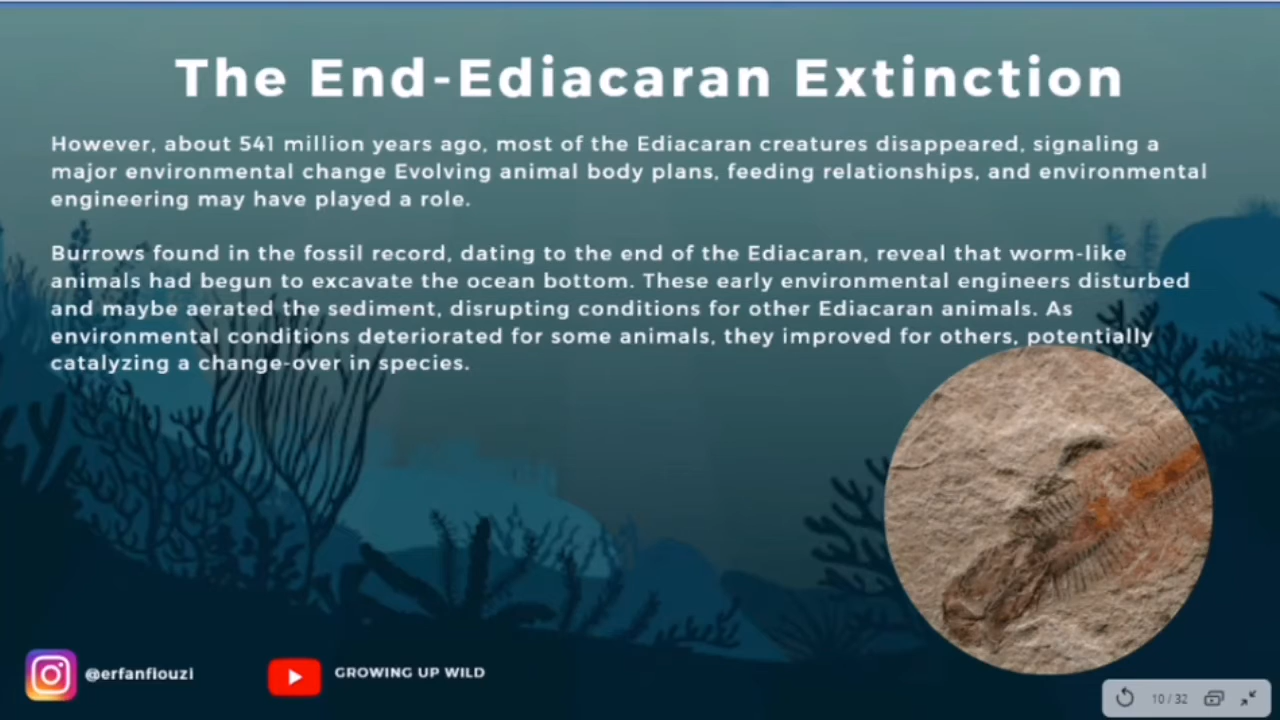 The End-Ediacaran Extinction
However, about 541 million years ago, most of the Ediacaran creatures disappeared, signaling a
major environmental change Evolving animal body plans, feeding relationships, and environmental
engineering may have played a role.
Burrows found in the fossil record, dating to the end of the Ediacaran, reveal that worm-like
animals had begun to excavate the ocean bottom. These early environmental engineers disturbed
and maybe aerated the sediment, disrupting conditions for other Ediacaran animals. As
environmental conditions deteriorated for some animals, they improved for others, potentially
catalyzing a change-over in species.
@erfanfiouzi
GROWING UP WILD
10 / 32